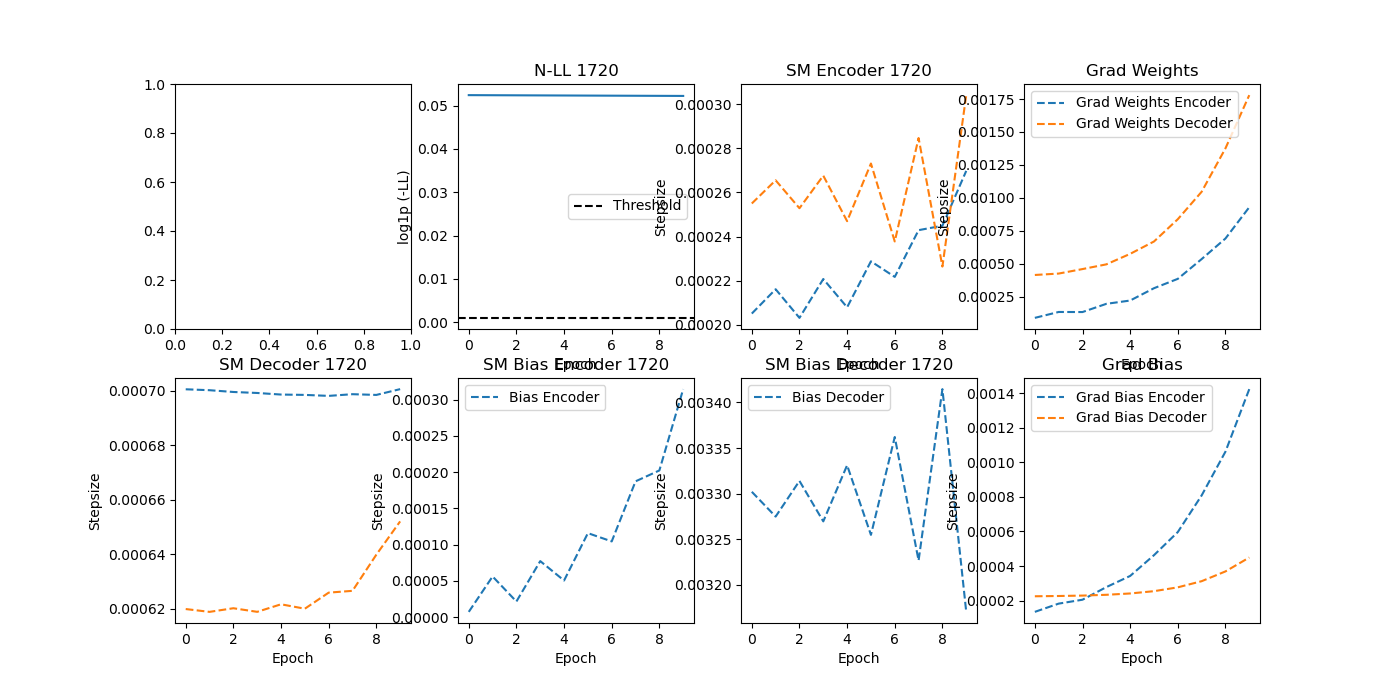 N-LL 1720
SM Encoder 1720
Grad Weights
1.0
0.8
0.6
0.4
0.2
0.0
0.0 0.2 0.4 0.6 0.8 1.0
log1p (-LL)
0.05
0.04
0.03
0.02
0.01
0.00
Threshold
0 2 4 6 8
Epoch
Stepsize
0.00030
0.00028
0.00026
0.00024
0.00022
0.00020
0 2 4 6 8
Epoch
Stepsize
0.00175
0.00150
0.00125
0.00100
0.00075
0.00050
0.00025
Grad Weights Encoder
Grad Weights Decoder
0 2 4 6 8
Epoch
SM Decoder 1720
SM Bias Encoder 1720
SM Bias Decoder 1720
Grad Bias
Stepsize
0.00070
0.00068
0.00066
0.00064
0.00062
0 2 4 6 8
Epoch
Stepsize
0.00030
0.00025
0.00020
0.00015
0.00010
0.00005
0.00000
Bias Encoder
0 2 4 6 8
Epoch
Stepsize
0.00340
0.00335
0.00330
0.00325
0.00320
Bias Decoder
0 2 4 6 8
Epoch
Stepsize
0.0014
0.0012
0.0010
0.0008
0.0006
0.0004
0.0002
Grad Bias Encoder
Grad Bias Decoder
0 2 4 6 8
Epoch